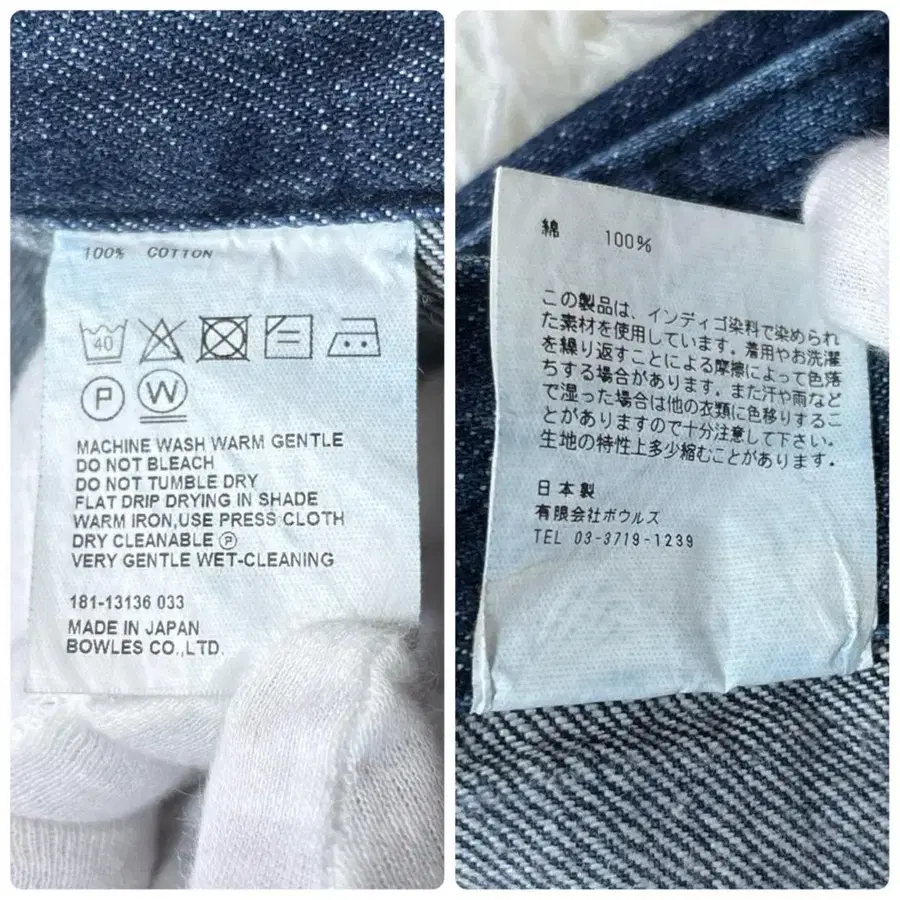 100% COTTON
40
P
W
MACHINE WASH WARM GENTLE
DO NOT BLEACH
DO NOT TUMBLE DRY
FLAT DRIP DRYING IN SHADE
WARM IRON,USE PRESS CLOTH
DRY CLEANABLE Ⓟ
VERY GENTLE WET-CLEANING
181-13136 033
MADE IN JAPAN
BOWLES CO.,LTD.
綿 100%
この製品は、インディゴ染料で染められ
た素材を使用しています。着用やお洗濯
を繰り返すことによる摩擦によって色落
ちする場合があります。また汗や雨など
で湿った場合は他の衣類に色移りするこ
とがありますので十分注意して下さい。
生地の特性上多少縮むことがあります。
日本製
有限会社ボウルズ
TEL 03-3719-1239